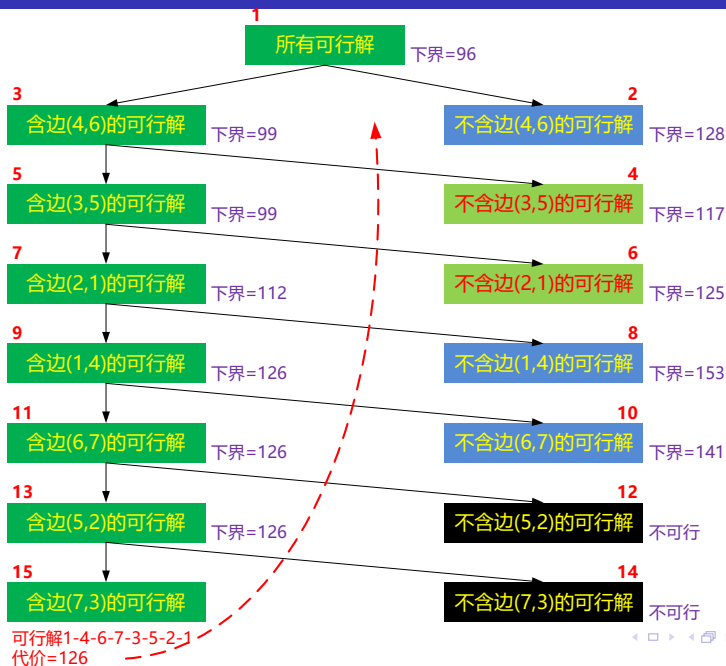 1
所有可行解
下界=96
3
2
含边(4,6)的可行解
下界=99
不含边(4,6)的可行解
下界=128
5
4
含边(3,5)的可行解
下界=99
不含边(3,5)的可行解
下界=117
7
6
含边(2,1)的可行解
下界=112
不含边(2,1)的可行解
下界=125
9
8
含边(1,4)的可行解
下界=126
不含边(1,4)的可行解
下界=153
11
10
含边(6,7)的可行解
下界=126
不含边(6,7)的可行解
下界=141
13
12
含边(5,2)的可行解
下界=126
不含边(5,2)的可行解
不可行
15
14
含边(7,3)的可行解
不含边(7,3)的可行解
不可行
可行解1-4-6-7-3-5-2-1
代价=126